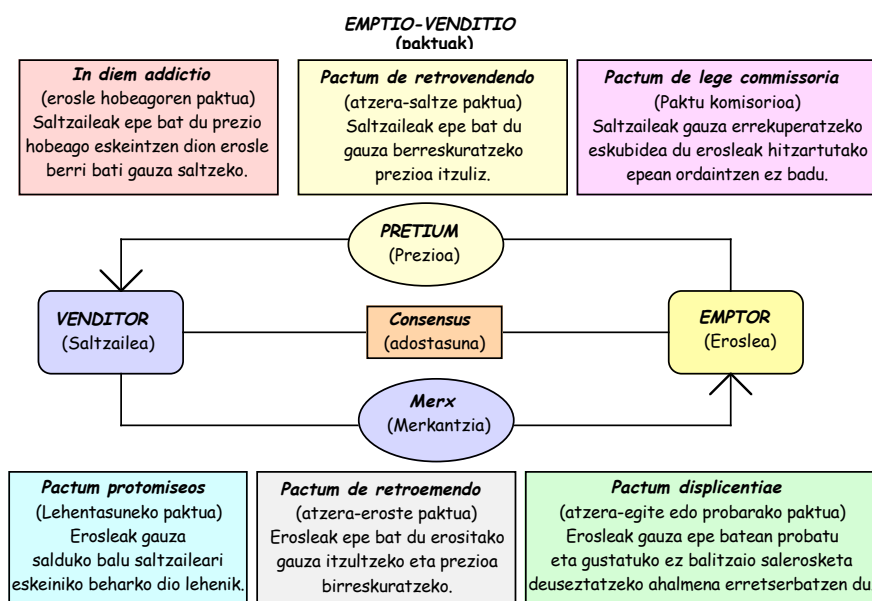 EMPTIO-VENDITIO
(paktuak)
In diem addictio
(erosle hobeagoren paktua)
Saltzaileak epe bat du prezio
hobeago eskeintzen dion erosle
berri bati gauza saltzeko.
Pactum de retrovendendo
(atzera-saltze paktua)
Saltzaileak epe bat du
gauza berreskuratzeko
prezioa itzuliz.
Pactum de lege commissoria
(Paktu komisorioa)
Saltzaileak gauza errekuperatzeko
eskubidea du erosleak hitzartutako
epean ordaintzen ez badu.
PRETIUM
(Prezioa)
VENDITOR
(Saltzailea)
Consensus
(adostasuna)
EMPTOR
(Eroslea)
Merx
(Merkantzia)
Pactum protomiseos
(Lehentasuneko paktua)
Erosleak gauza
salduko balu saltzaileari
eskeiniko beharko dio lehenik.
Pactum de retroemendo
(atzera-eroste paktua)
Erosleak epe bat du erositako
gauza itzultzeko eta prezioa
birreskuratzeko.
Pactum displicentiae
(atzera-egite edo probarako paktua)
Erosleak gauza epe batean probatu
eta gustatuko ez balitzaio salerosketa
deuseztatzeko ahalmena erretserbatzen du.